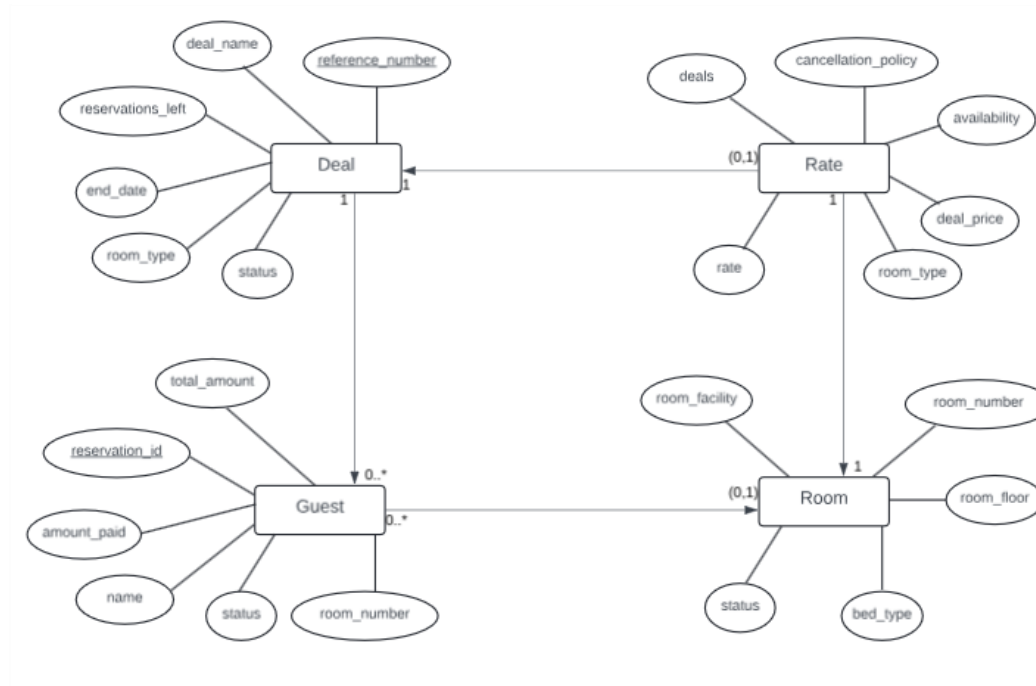 deal_name
reference_number
reservations_left
Deal
end_date
room_type
status
1
1
deals
cancellation_policy
availability
(0,1)
Rate
1
deal_price
rate
room_type
total_amount
reservation_id
0..*
Guest
0..*
amount_paid
name
status
room_number
room_facility
room_number
1
(0,1)
Room
room_floor
status
bed_type